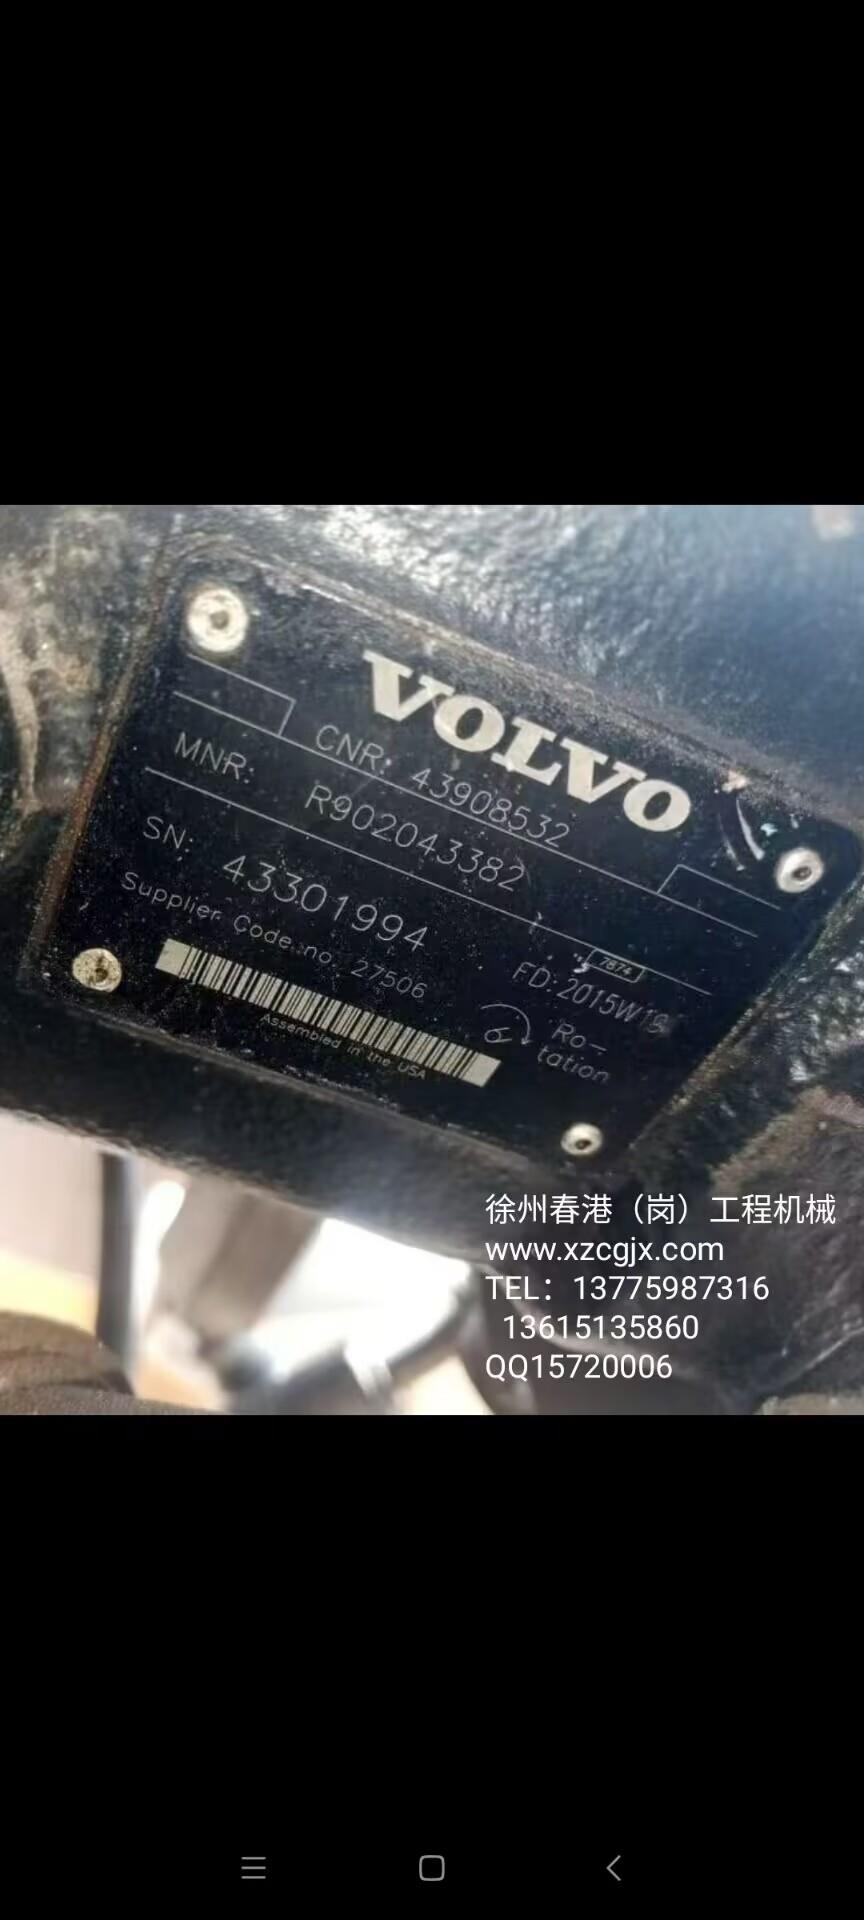 VOLVO
CNR: 43908532
MNR: R902043382
SN: 43301994
7874
FD: 2015W19
Supplier Code no. 27506
Ro-
tation
Assembled in the USA
徐州春港（岗）工程机械
www.xzcgjx.com
TEL：13775987316
13615135860
QQ15720006